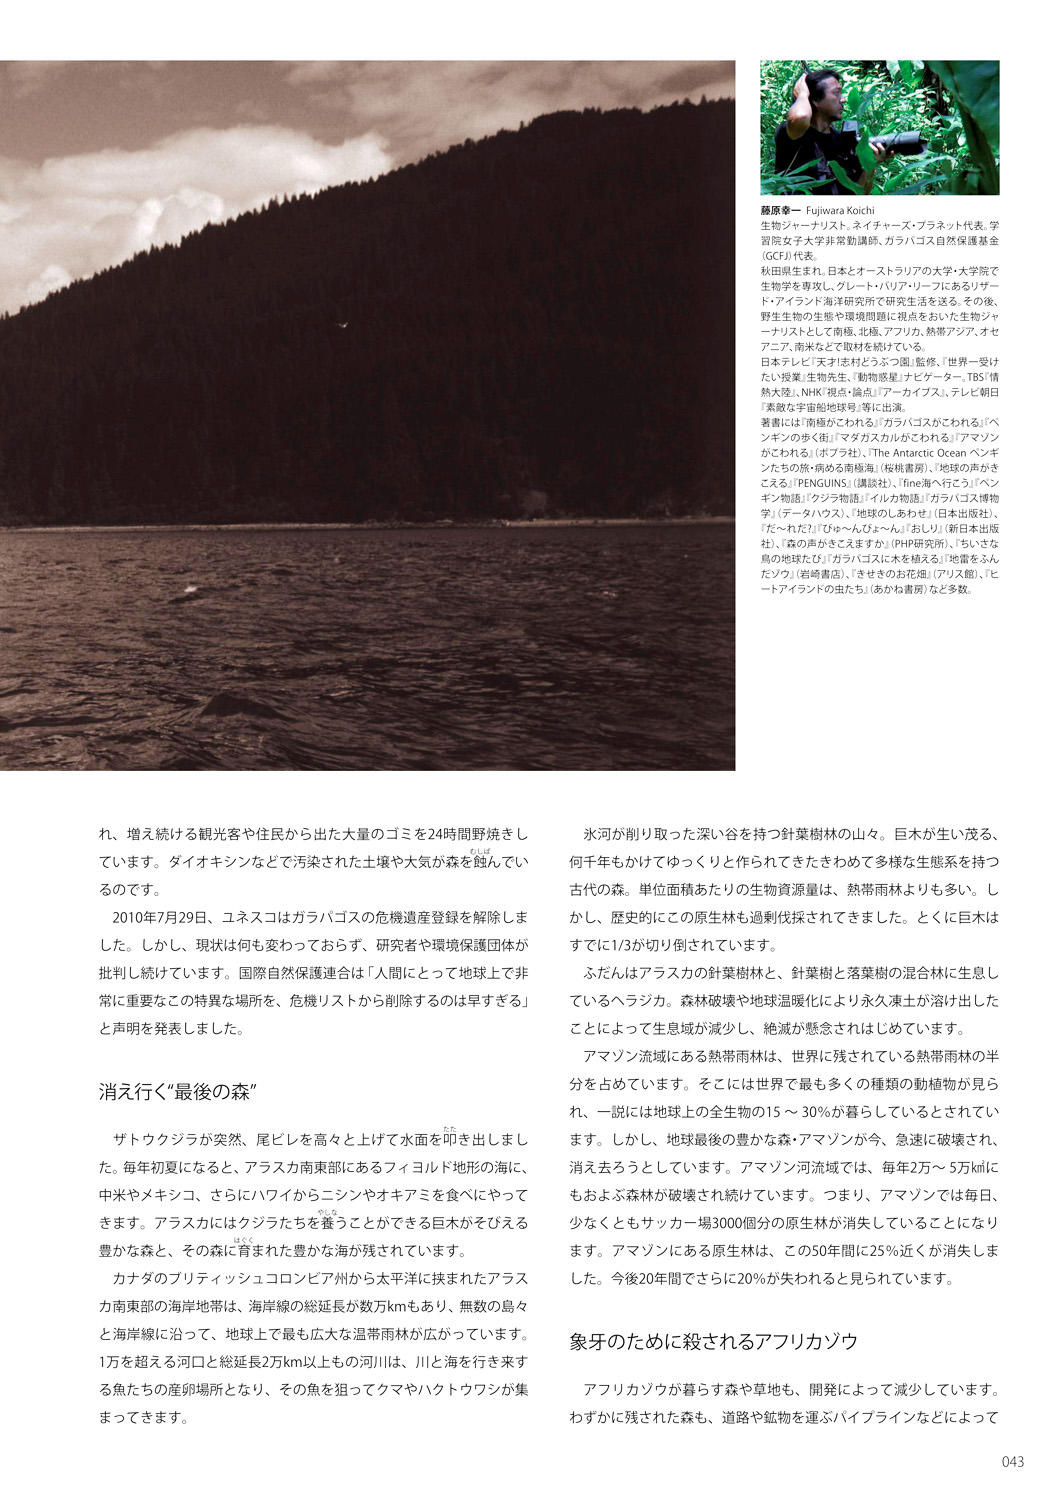 藤原幸一 Fujiwara Koichi
生物ジャーナリスト。ネイチャーズ・プラネット代表。学
習院女子大学非常勤講師、ガラパゴス自然保護基金
(GCFJ)代表。
秋田県生まれ。日本とオーストラリアの大学・大学院で
生物学を専攻し、グレート・バリア・リーフにあるリザー
ド・アイランド海洋研究所で研究生活を送る。その後、
野生生物の生態や環境問題に視点をおいた生物ジャ
ーナリストとして南極、北極、アフリカ、熱帯アジア、オセ
アニア、南米などで取材を続けている。
日本テレビ『天才!志村どうぶつ園』監修、『世界一受け
たい授業』生物先生、『動物惑星』ナビゲーター。TBS『情
熱大陸』、NHK『視点・論点』『アーカイブス』、テレビ朝日
『素敵な宇宙船地球号』等に出演。
著書には『南極がこわれる』『ガラパゴスがこわれる』『ペ
ンギンの歩く街』『マダガスカルがこわれる』『アマゾン
がこわれる』(ポプラ社)、『The Antarctic Ocean ペンギ
ンたちの旅・病める南極海』(桜桃書房)、『地球の声がき
こえる』『PENGUINS』(講談社)、『fine海へ行こう』『ペン
ギン物語』『クジラ物語』『イルカ物語』『ガラパゴス博物
学』(データハウス)、『地球のしあわせ』(日本出版社)、
『だ〜れだ?』『びゅ〜んぴょ〜ん』『おしり』(新日本出版
社)、『森の声がきこえますか』(PHP研究所)、『ちいさな
鳥の地球たび』『ガラパゴスに木を植える』『地雷をふん
だゾウ』(岩崎書店)、『きせきのお花畑』(アリス館)、『ヒ
ートアイランドの虫たち』(あかね書房)など多数。
れ、増え続ける観光客や住民から出た大量のゴミを24時間野焼きし
ています。ダイオキシンなどで汚染された土壌や大気が森を蝕んでい
るのです。
2010年7月29日、ユネスコはガラパゴスの危機遺産登録を解除しま
した。しかし、現状は何も変わっておらず、研究者や環境保護団体が
批判し続けています。国際自然保護連合は「人間にとって地球上で非
常に重要なこの特異な場所を、危機リストから削除するのは早すぎる」
と声明を発表しました。
消え行く“最後の森”
ザトウクジラが突然、尾ビレを高々と上げて水面を叩き出しまし
た。毎年初夏になると、アラスカ南東部にあるフィヨルド地形の海に、
中米やメキシコ、さらにハワイからニシンやオキアミを食べにやって
きます。アラスカにはクジラたちを養うことができる巨木がそびえる
豊かな森と、その森に育まれた豊かな海が残されています。
カナダのブリティッシュコロンビア州から太平洋に挟まれたアラス
カ南東部の海岸地帯は、海岸線の総延長が数万kmもあり、無数の島々
と海岸線に沿って、地球上で最も広大な温帯雨林が広がっています。
1万を超える河口と総延長2万km以上もの河川は、川と海を行き来す
る魚たちの産卵場所となり、その魚を狙ってクマやハクトウワシが集
まってきます。
氷河が削り取った深い谷を持つ針葉樹林の山々。巨木が生い茂る、
何千年もかけてゆっくりと作られてきたきわめて多様な生態系を持つ
古代の森。単位面積あたりの生物資源量は、熱帯雨林よりも多い。し
かし、歴史的にこの原生林も過剰伐採されてきました。とくに巨木は
すでに1/3が切り倒されています。
ふだんはアラスカの針葉樹林と、針葉樹と落葉樹の混合林に生息し
ているヘラジカ。森林破壊や地球温暖化により永久凍土が溶け出した
ことによって生息域が減少し、絶滅が懸念されはじめています。
アマゾン流域にある熱帯雨林は、世界に残されている熱帯雨林の半
分を占めています。そこには世界で最も多くの種類の動植物が見ら
れ、一説には地球上の全生物の15 〜 30%が暮らしているとされてい
ます。しかし、地球最後の豊かな森・アマゾンが今、急速に破壊され、
消え去ろうとしています。アマゾン河流域では、毎年2万〜 5万㎢に
もおよぶ森林が破壊され続けています。つまり、アマゾンでは毎日、
少なくともサッカー場3000個分の原生林が消失していることになり
ます。アマゾンにある原生林は、この50年間に25%近くが消失しま
した。今後20年間でさらに20%が失われると見られています。
象牙のために殺されるアフリカゾウ
アフリカゾウが暮らす森や草地も、開発によって減少しています。
わずかに残された森も、道路や鉱物を運ぶパイプラインなどによって
043